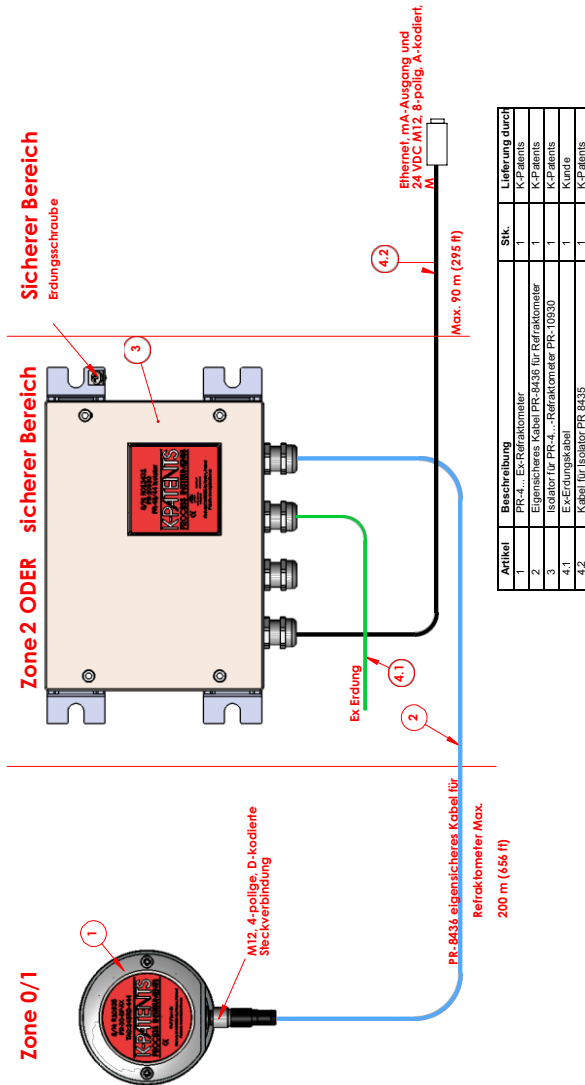 Zone 0/1
1
M12, 4-polige, D-kodierte
Steckverbindung
PR-8436 eigensicheres Kabel für
Refraktometer Max.
200 m (656 ft)
Zone 2 ODER sicherer Bereich
3
K-PATENTS
Ex Erdung
4.1
2
Sicherer Bereich
Erdungsschraube
4.2
Max. 90 m (295 ft)
Ethernet, mA-Ausgang und
24 VDC M12, 8-polig, A-kodiert,
M
Artikel Beschreibung Stk. Lieferung durch
1 PR-4... Ex-Refraktometer 1 K-Patents
2 Eigensicheres Kabel PR-8436 für Refraktometer 1 K-Patents
3 Isolator für PR-4...-Refraktometer PR-10930 1 K-Patents
4.1 Ex-Erdungskabel 1 Kunde
4.2 Kabel für Isolator PR 8435 1 K-Patents